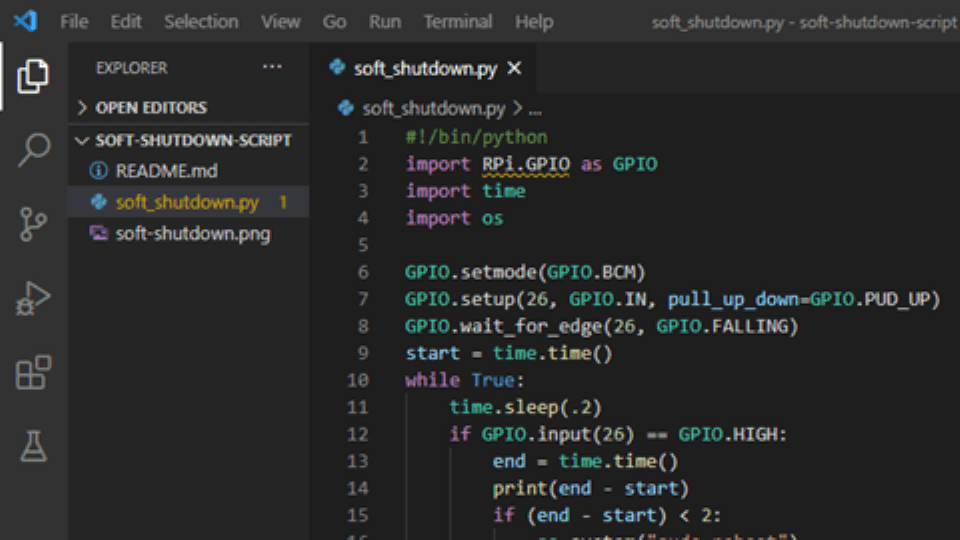 File Edit Selection View Go Run Terminal Help soft_shutdown.py - soft-shutdown-script
EXPLORER ···
OPEN EDITORS
SOFT-SHUTDOWN-SCRIPT
README.md
soft_shutdown.py 1
soft-shutdown.png
soft_shutdown.py ×
soft_shutdown.py > ...
1 #!/bin/python
2 import RPi.GPIO as GPIO
3 import time
4 import os
5
6 GPIO.setmode(GPIO.BCM)
7 GPIO.setup(26, GPIO.IN, pull_up_down=GPIO.PUD_UP)
8 GPIO.wait_for_edge(26, GPIO.FALLING)
9 start = time.time()
10 while True:
11 time.sleep(.2)
12 if GPIO.input(26) == GPIO.HIGH:
13 end = time.time()
14 print(end - start)
15 if (end - start) < 2: